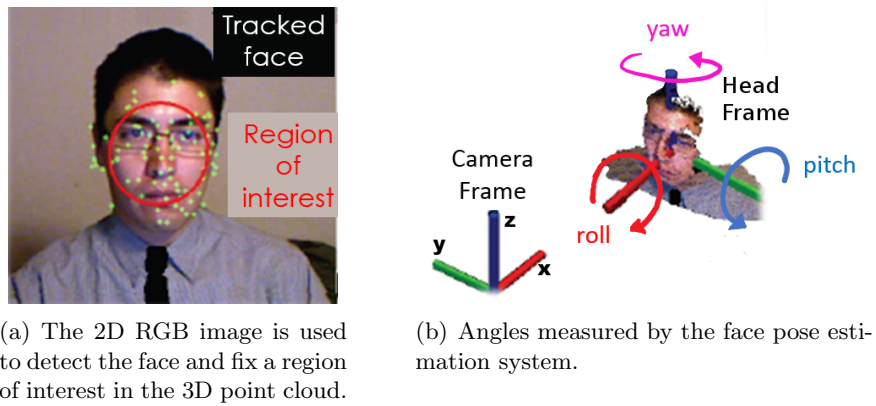 Tracked
face
Region
of
interest
yaw
Head
Frame
Camera
Frame
pitch
z
y
x
roll
(a) The 2D RGB image is used
to detect the face and fix a region
of interest in the 3D point cloud.
(b) Angles measured by the face pose esti-
mation system.